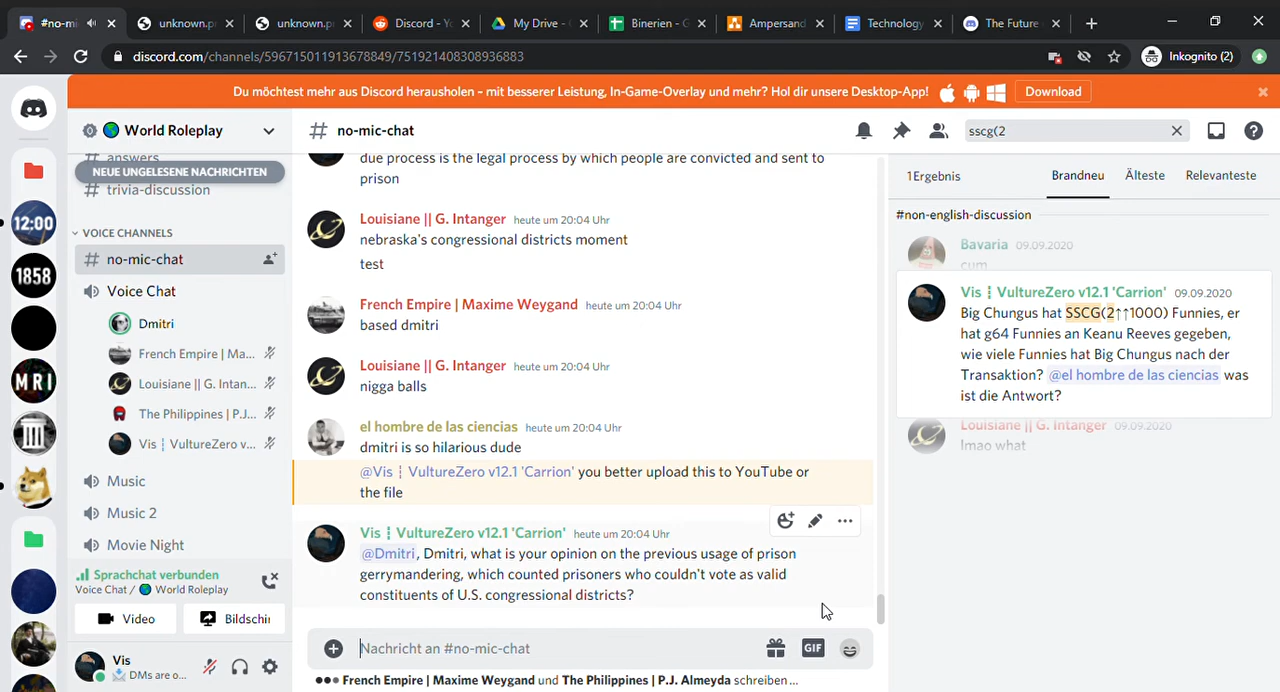 #no-mi
unknown.p
unknown.p
Discord - Yo
My Drive -
Binerien - G
Ampersand
Technology
The Future
discord.com/channels/596715011913678849/751921408308936883
Inkognito (2)
Du möchtest mehr aus Discord herausholen – mit besserer Leistung, In-Game-Overlay und mehr? Hol dir unsere Desktop-App!
Download
World Roleplay
# answers
NEUE UNGELESENE NACHRICHTEN
# trivia-discussion
VOICE CHANNELS
# no-mic-chat
Voice Chat
Dmitri
French Empire | Ma...
Louisiane || G. Intan...
The Philippines | P.J...
Vis ¦ VultureZero v...
Music
Music 2
Movie Night
Sprachchat verbunden
Voice Chat / World Roleplay
Video
Bildschir
Vis
DMs are o...
12:00
1858
MRI
# no-mic-chat
due process is the legal process by which people are convicted and sent to
prison
Louisiane || G. Intanger heute um 20:04 Uhr
nebraska's congressional districts moment
test
French Empire | Maxime Weygand heute um 20:04 Uhr
based dmitri
Louisiane || G. Intanger heute um 20:04 Uhr
nigga balls
el hombre de las ciencias heute um 20:04 Uhr
dmitri is so hilarious dude
@Vis ¦ VultureZero v12.1 'Carrion' you better upload this to YouTube or
the file
Vis ¦ VultureZero v12.1 'Carrion' heute um 20:04 Uhr
@Dmitri, Dmitri, what is your opinion on the previous usage of prison
gerrymandering, which counted prisoners who couldn't vote as valid
constituents of U.S. congressional districts?
Nachricht an #no-mic-chat
GIF
French Empire | Maxime Weygand und The Philippines | P.J. Almeyda schreiben...
sscg(2
1Ergebnis
Brandneu
Älteste
Relevanteste
#non-english-discussion
Bavaria 09.09.2020
cum
Vis ¦ VultureZero v12.1 'Carrion' 09.09.2020
Big Chungus hat SSCG(2↑↑1000) Funnies, er
hat g64 Funnies an Keanu Reeves gegeben,
wie viele Funnies hat Big Chungus nach der
Transaktion? @el hombre de las ciencias was
ist die Antwort?
Louisiane || G. Intanger 09.09.2020
lmao what